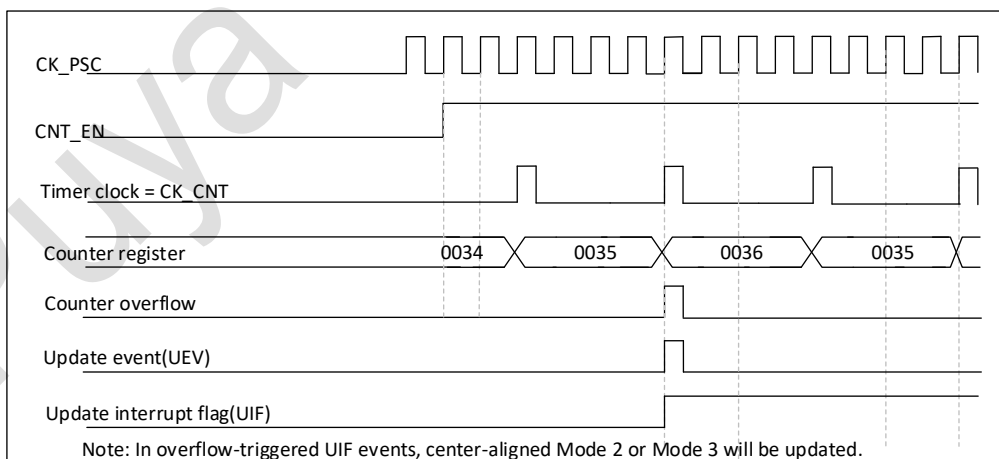 CK_PSC
CNT_EN
Timer clock = CK_CNT
Counter register 0034 0035 0036 0035
Counter overflow
Update event(UEV)
Update interrupt flag(UIF)
Note: In overflow-triggered UIF events, center-aligned Mode 2 or Mode 3 will be updated.